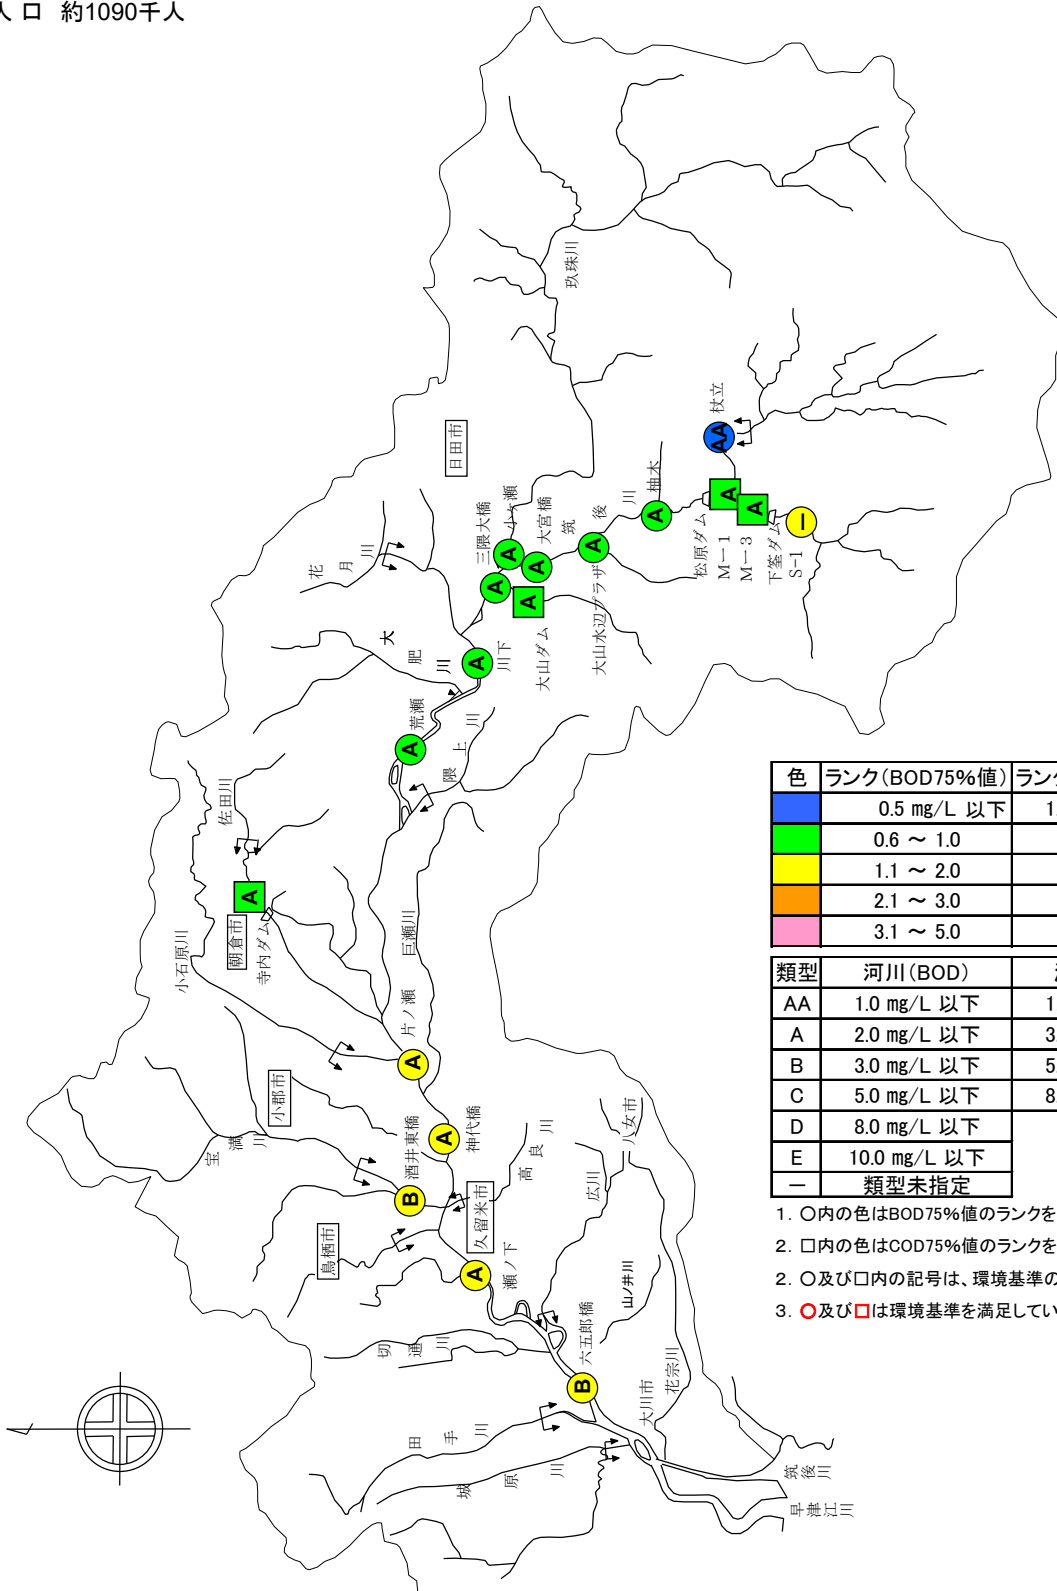 人 口 約1090千人
玖珠川
杖立
AA
日田市
柚木
A
松原ダム
M－1
A
M－3
A
下筌ダム
S-1
－
筑後川
大山水辺プラザ
A
大宮橋
A
小ヶ瀬
A
三隈大橋
A
大山ダム
A
花月川
川下
A
大肥川
荒瀬
A
隈上川
佐田川
A
朝倉市
寺内ダム
小石原川
巨瀬川
片ノ瀬
A
小郡市
宝満川
神代橋
A
酒井東橋
B
高良川
久留米市
鳥栖市
瀬ノ下
A
広川
八女市
山ノ井川
切通川
六五郎橋
B
大川市
花宗川
田手川
城原川
筑後川
早津江川
色 ランク(BOD75%値) ランク
0.5 mg/L 以下 1.
0.6 ～ 1.0
1.1 ～ 2.0
2.1 ～ 3.0
3.1 ～ 5.0
類型 河川(BOD)
AA 1.0 mg/L 以下 1
A 2.0 mg/L 以下 3.
B 3.0 mg/L 以下 5.
C 5.0 mg/L 以下 8.
D 8.0 mg/L 以下
E 10.0 mg/L 以下
－ 類型未指定
1. ○内の色はBOD75%値のランクを
2. □内の色はCOD75%値のランクを
2. ○及び□内の記号は、環境基準の
3. ○及び□は環境基準を満足してい